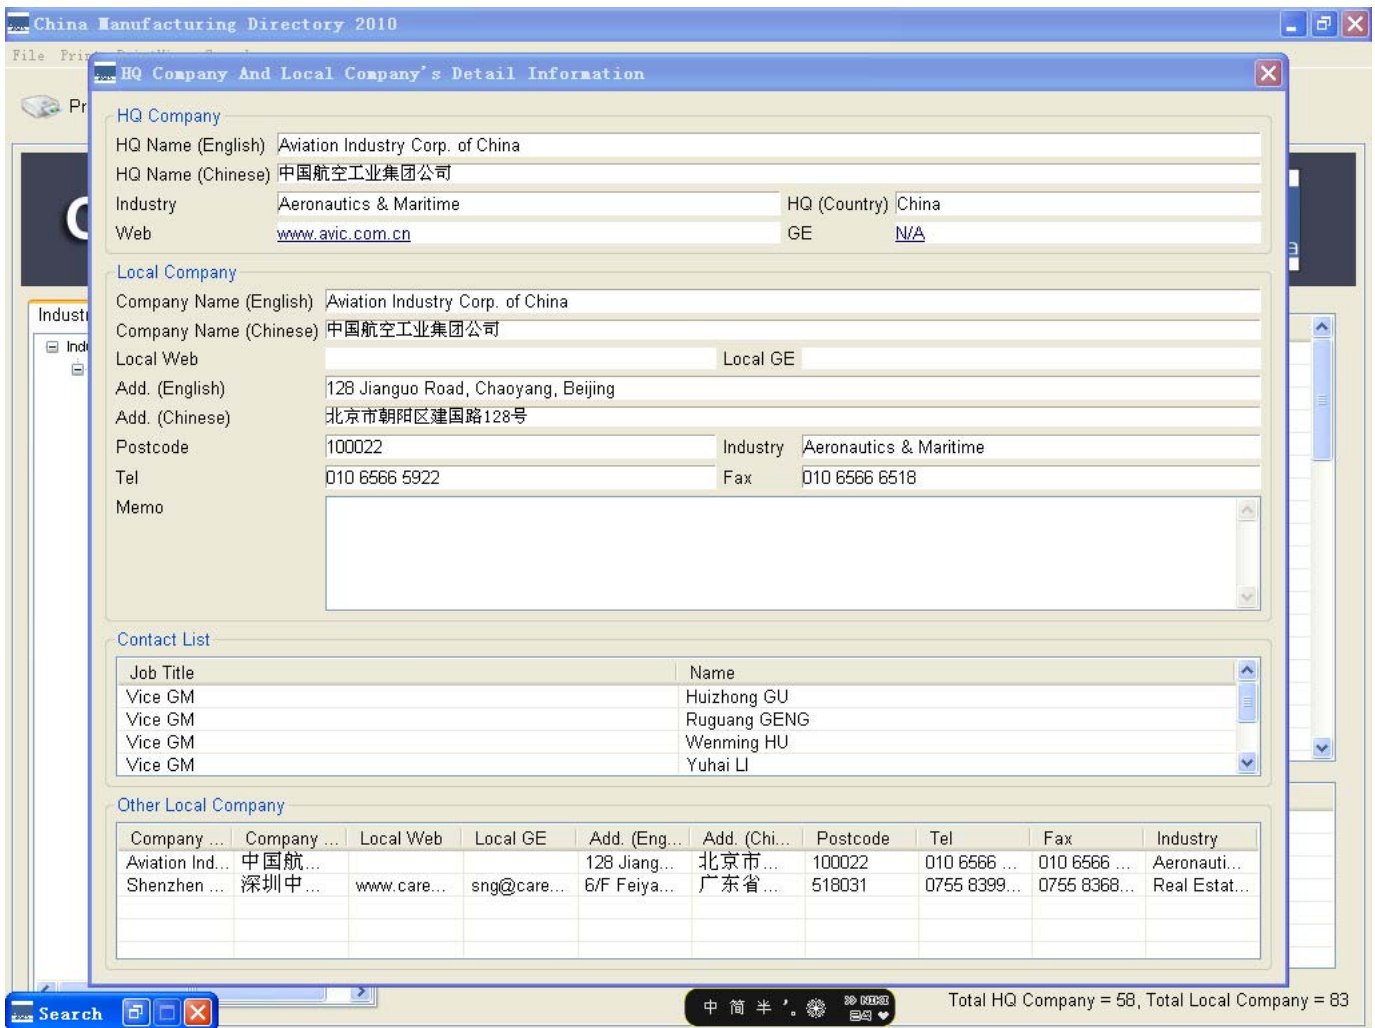 China Manufacturing Directory 2010
File
HQ Company And Local Company's Detail Information
HQ Company
HQ Name (English) Aviation Industry Corp. of China
HQ Name (Chinese) 中国航空工业集团公司
Industry Aeronautics & Maritime HQ (Country) China
Web www.avic.com.cn GE N/A
Local Company
Company Name (English) Aviation Industry Corp. of China
Company Name (Chinese) 中国航空工业集团公司
Local Web Local GE
Add. (English) 128 Jianguo Road, Chaoyang, Beijing
Add. (Chinese) 北京市朝阳区建国路128号
Postcode 100022 Industry Aeronautics & Maritime
Tel 010 6566 5922 Fax 010 6566 6518
Memo
Contact List
Job Title Name
Vice GM Huizhong GU
Vice GM Ruguang GENG
Vice GM Wenming HU
Vice GM Yuhai LI
Other Local Company
Company ... Company ... Local Web Local GE Add. (Eng... Add. (Chi... Postcode Tel Fax Industry
Aviation Ind... 中国航... 128 Jiang... 北京市... 100022 010 6566 ... 010 6566 ... Aeronauti...
Shenzhen ... 深圳中... www.care... sng@care... 6/F Feiya... 广东省... 518031 0755 8399... 0755 8368... Real Estat...
Search
中 简 半
Total HQ Company = 58, Total Local Company = 83